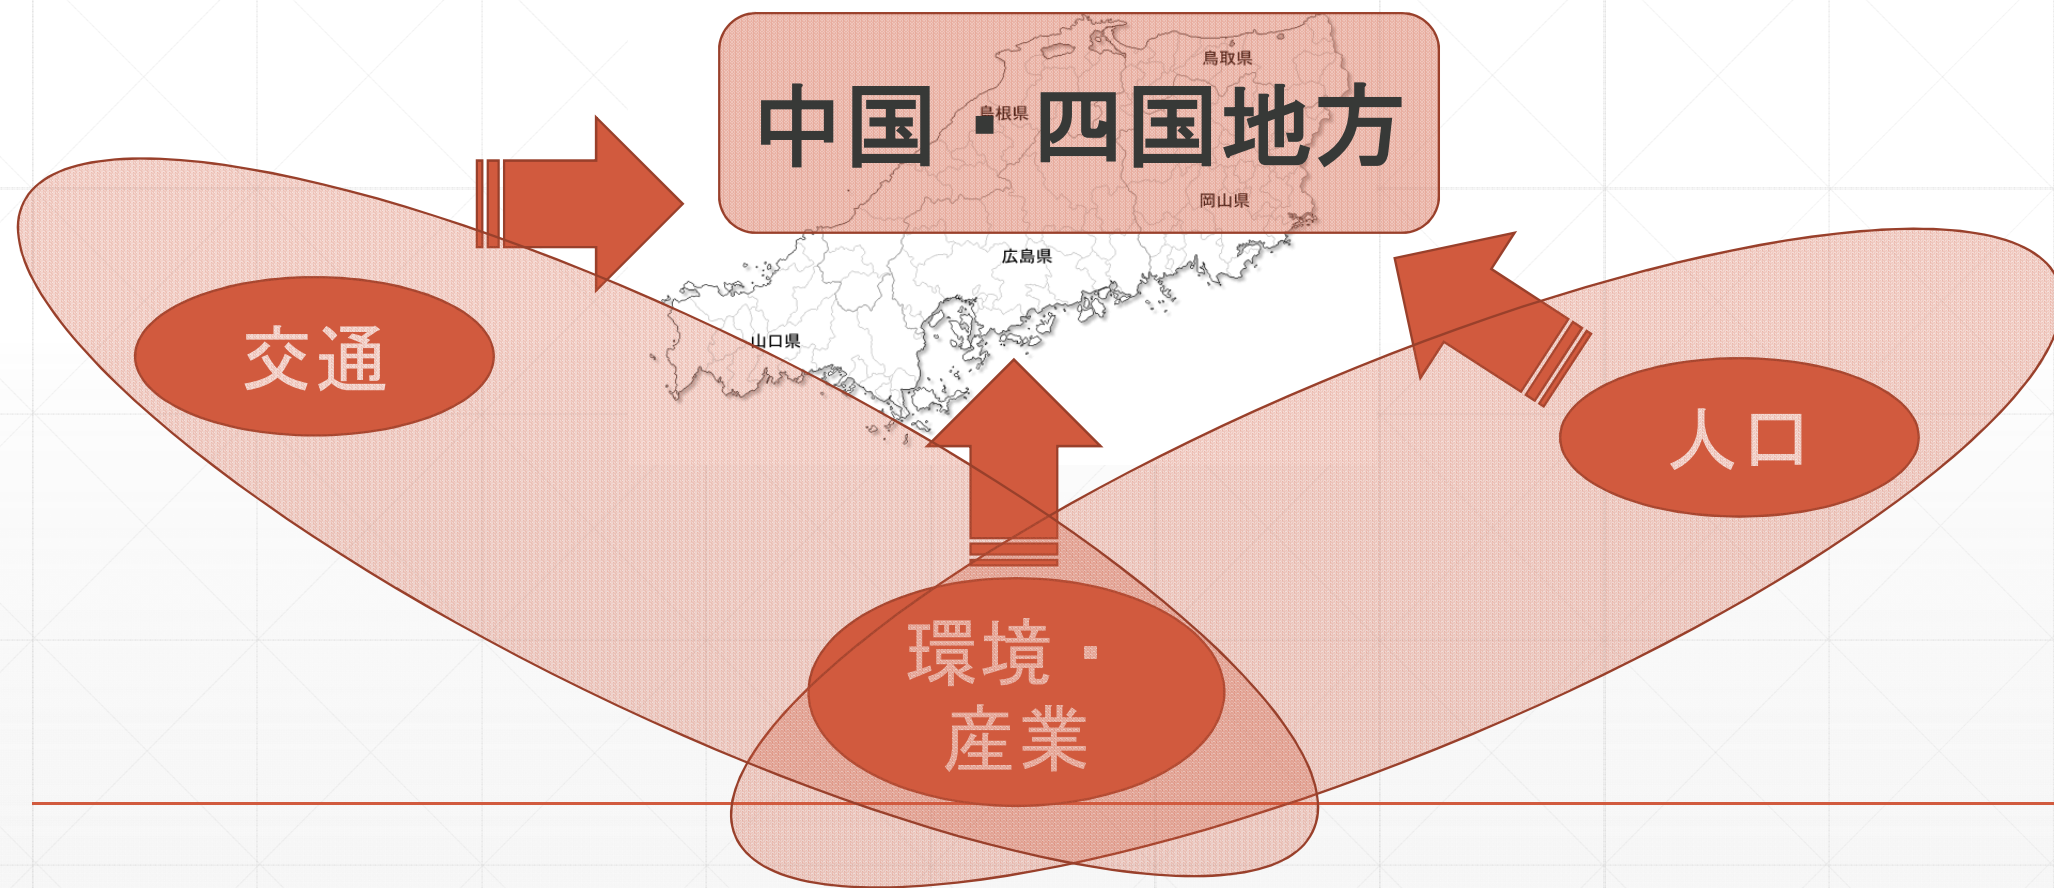 鳥取県
中国・四国地方
島根県
岡山県
広島県
山口県
交通
人口
環境・
産業